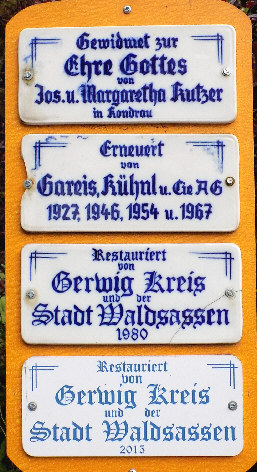 Gewidmet zur
Ehre Gottes
von
Jos. u. Margaretha Kutzer
in Kondrau
Erneuert
von
Gareis, Kühnl u. Cie AG
1927, 1946, 1954 u. 1967
Restauriert
von
Gerwig Kreis
und der
Stadt Waldsassen
1980
Restauriert
von
Gerwig Kreis
und der
Stadt Waldsassen
2013